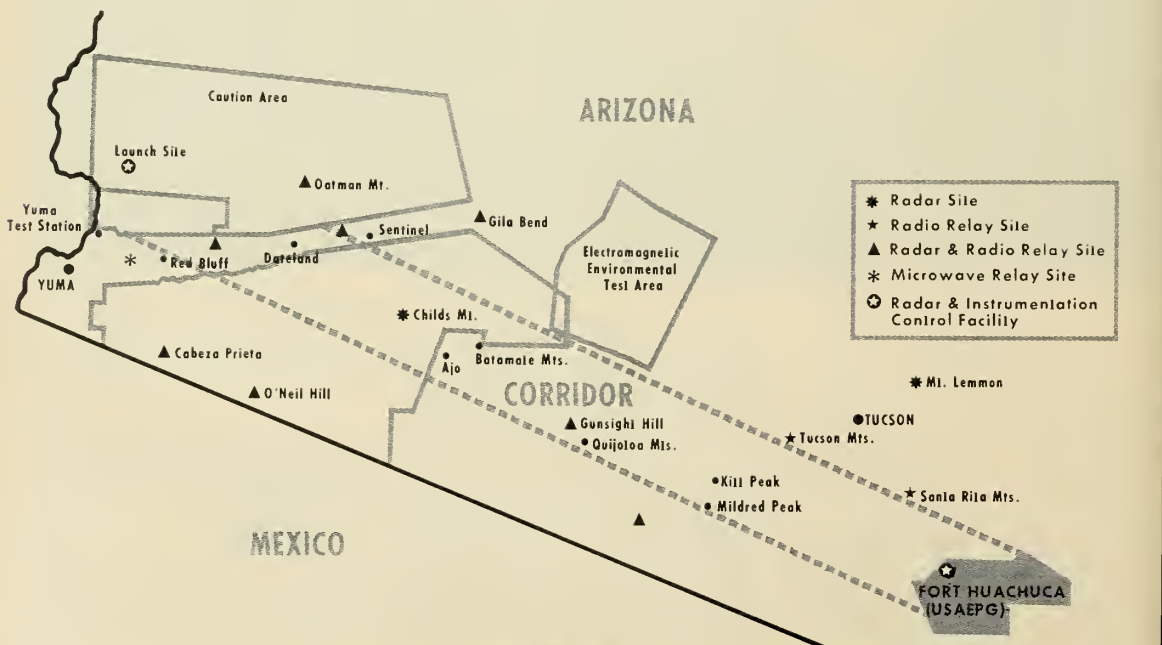 Caution Area
ARIZONA
Launch Site
Oatman Mt.
Yuma
Test Station
Gila Bend
Sentinel
Red Bluff
Dateland
YUMA
Electromagnetic
Environmental
Test Area
Radar Site
Radio Relay Site
Radar & Radio Relay Site
Microwave Relay Site
Radar & Instrumentation
Control Facility
Childs Mt.
Cabeza Prieta
Ajo
Batamale Mts.
O'Neil Hill
CORRIDOR
Mt. Lemmon
TUCSON
Gunsight Hill
Tucson Mts.
Quijotoa Mts.
Kill Peak
Santa Rita Mts.
Mildred Peak
MEXICO
FORT HUACHUCA
(USAEPG)